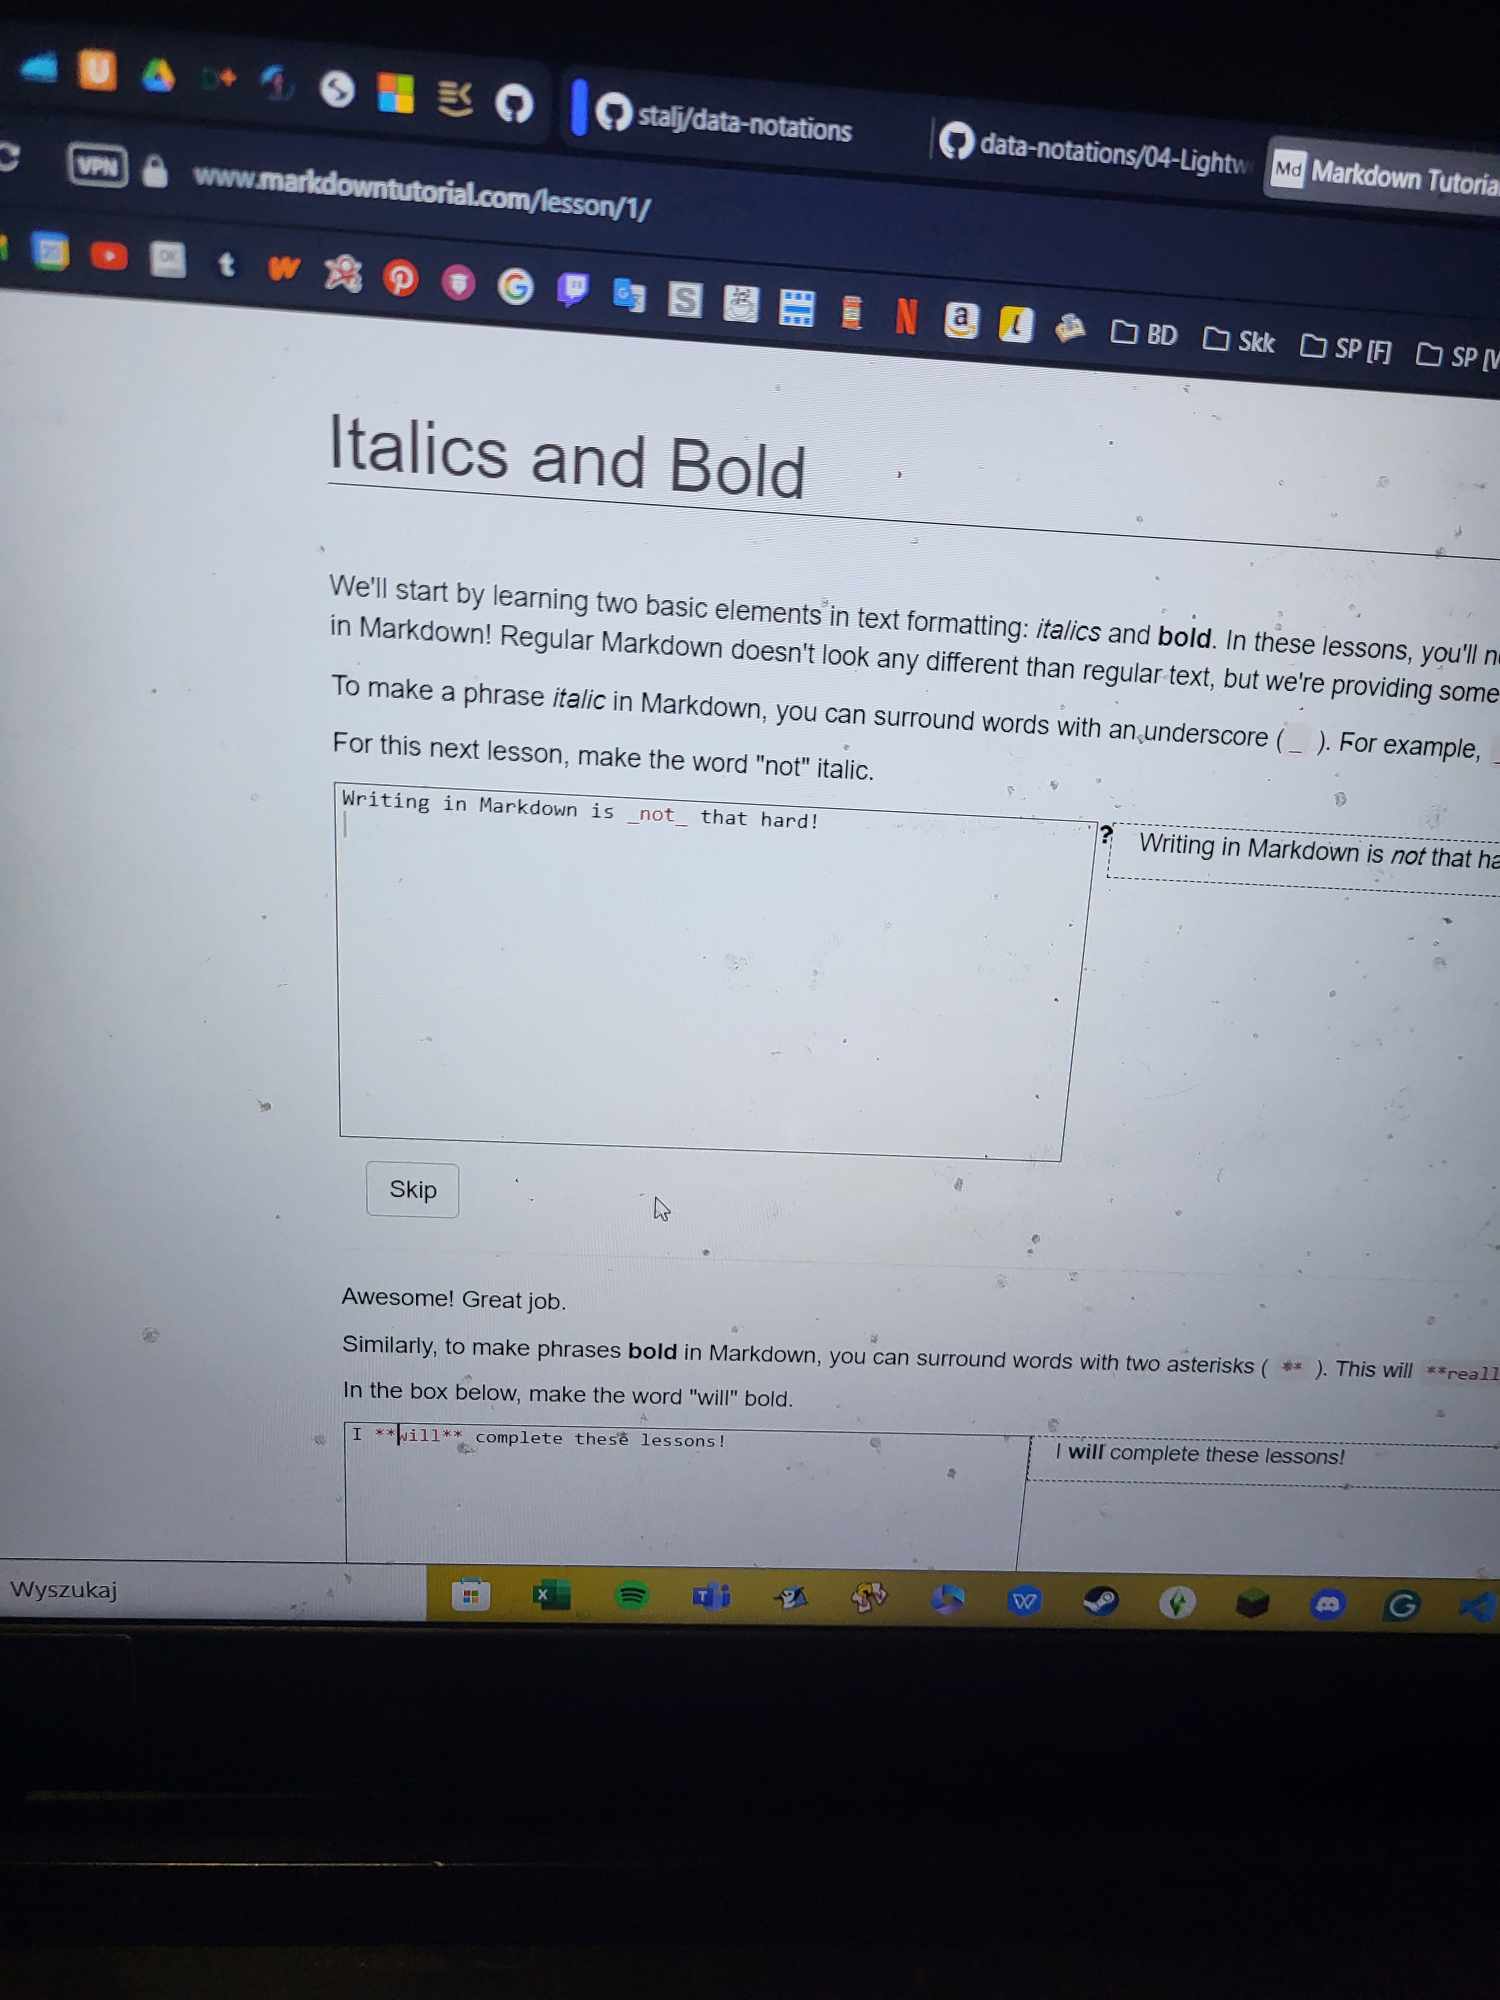 stalj/data-notations
data-notations/04-Lightw
Md Markdown Tutoria
VPN www.markdowntutorial.com/lesson/1/
BD Skk SP [F] SP
Italics and Bold
We'll start by learning two basic elements in text formatting: italics and bold. In these lessons, you'll
in Markdown! Regular Markdown doesn't look any different than regular text, but we're providing some
To make a phrase italic in Markdown, you can surround words with an underscore ( _ ). For example,
For this next lesson, make the word "not" italic.
Writing in Markdown is _not_ that hard!
?
Writing in Markdown is not that ha
Skip
Awesome! Great job.
Similarly, to make phrases bold in Markdown, you can surround words with two asterisks ( ** ). This will **reall
In the box below, make the word "will" bold.
I **will** complete these lessons!
I will complete these lessons!
Wyszukaj